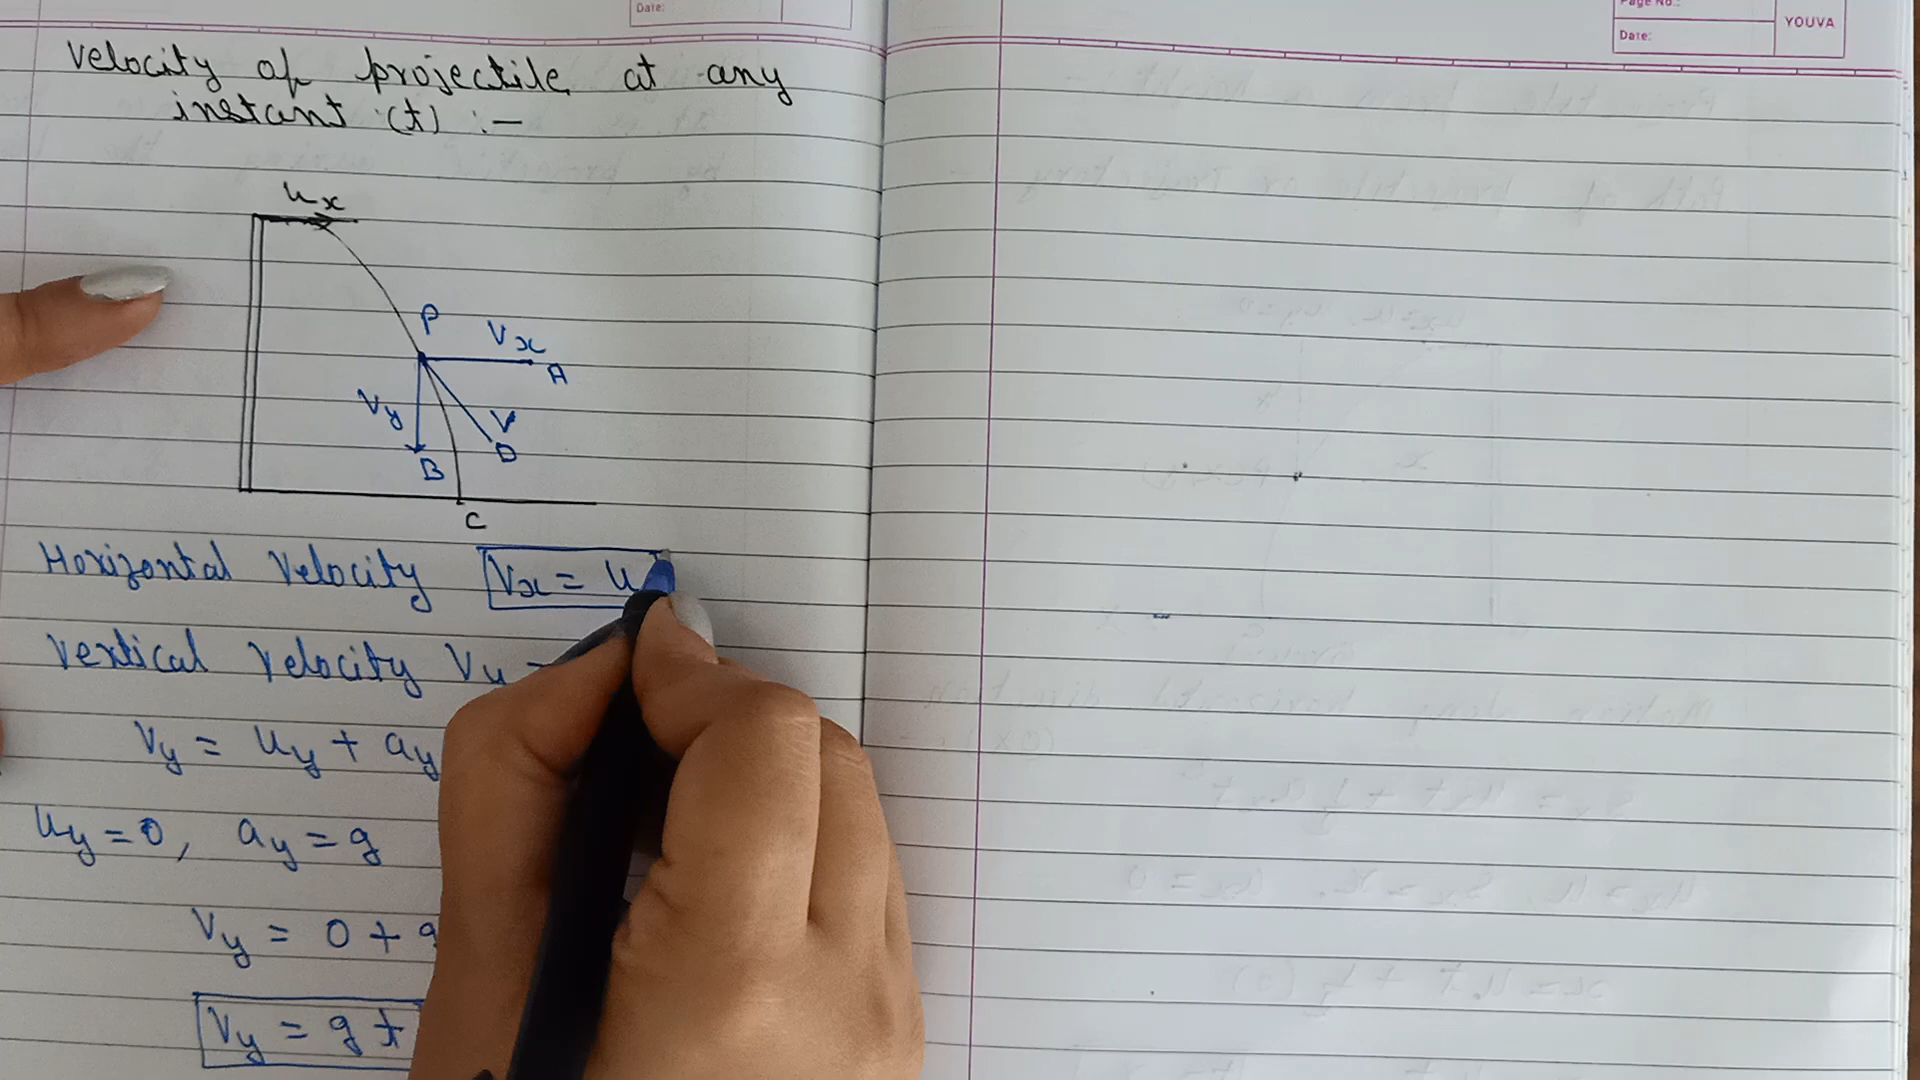 Date:
Page No.:
Date:
YOUVA
Velocity of projectile at any
instant (t) :-
ux
P
Vx
A
Vy
V
D
B
C
Horizontal Velocity Vx = u
Vertical Velocity Vy =
Vy = uy + ay
uy = 0, ay = g
Vy = 0 + g
Vy = gt